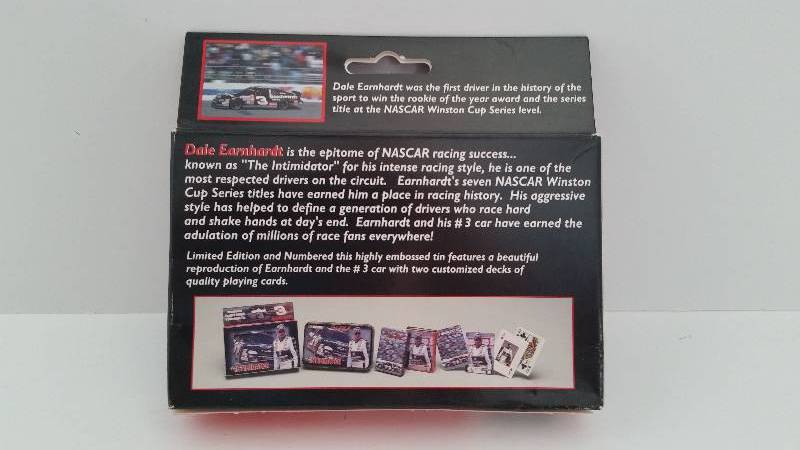 Dale Earnhardt was the first driver in the history of the
sport to win the rookie of the year award and the series
title at the NASCAR Winston Cup Series level.
3
Dale Earnhardt is the epitome of NASCAR racing success...
known as "The Intimidator" for his intense racing style, he is one of the
most respected drivers on the circuit. Earnhardt's seven NASCAR Winston
Cup Series titles have earned him a place in racing history. His aggressive
style has helped to define a generation of drivers who race hard
and shake hands at day's end. Earnhardt and his #3 car have earned the
adulation of millions of race fans everywhere!
Limited Edition and Numbered this highly embossed tin features a beautiful
reproduction of Earnhardt and the #3 car with two customized decks of
quality playing cards.
3